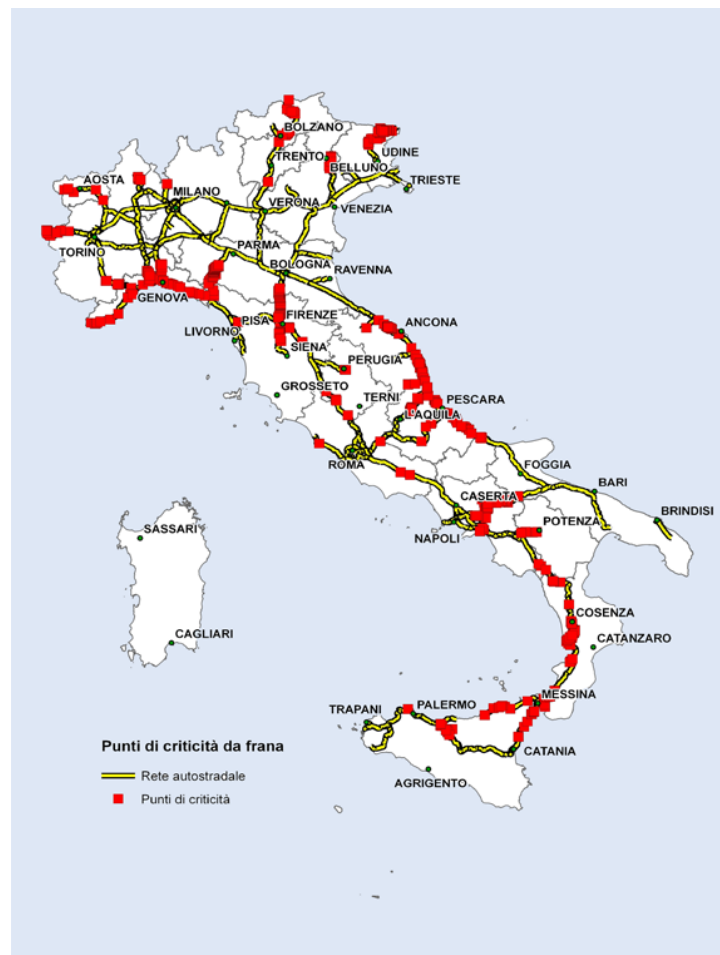 BOLZANO
TRENTO
UDINE
BELLUNO
AOSTA
TRIESTE
MILANO
VERONA
VENEZIA
TORINO
PARMA
BOLOGNA
RAVENNA
GENOVA
PISA
FIRENZE
ANCONA
LIVORNO
SIENA
PERUGIA
GROSSETO
TERNI
PESCARA
L'AQUILA
ROMA
FOGGIA
BARI
CASERTA
BRINDISI
SASSARI
NAPOLI
POTENZA
COSENZA
CAGLIARI
CATANZARO
MESSINA
TRAPANI
PALERMO
CATANIA
AGRIGENTO
Punti di criticità da frana
Rete autostradale
Punti di criticità